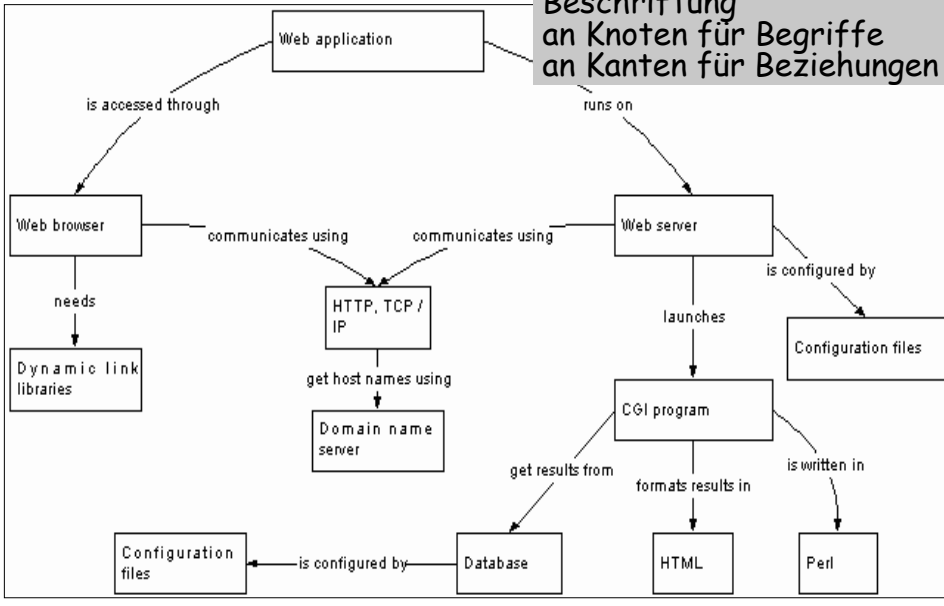 Beschriftung
an Knoten für Begriffe
an Kanten für Beziehungen
Web application
is accessed through
runs on
Web browser
communicates using
communicates using
Web server
is configured by
needs
HTTP, TCP /
IP
launches
Configuration files
Dynamic link
libraries
get host names using
CGI program
Domain name
server
get results from
formats results in
is written in
Configuration
files
is configured by
Database
HTML
Perl